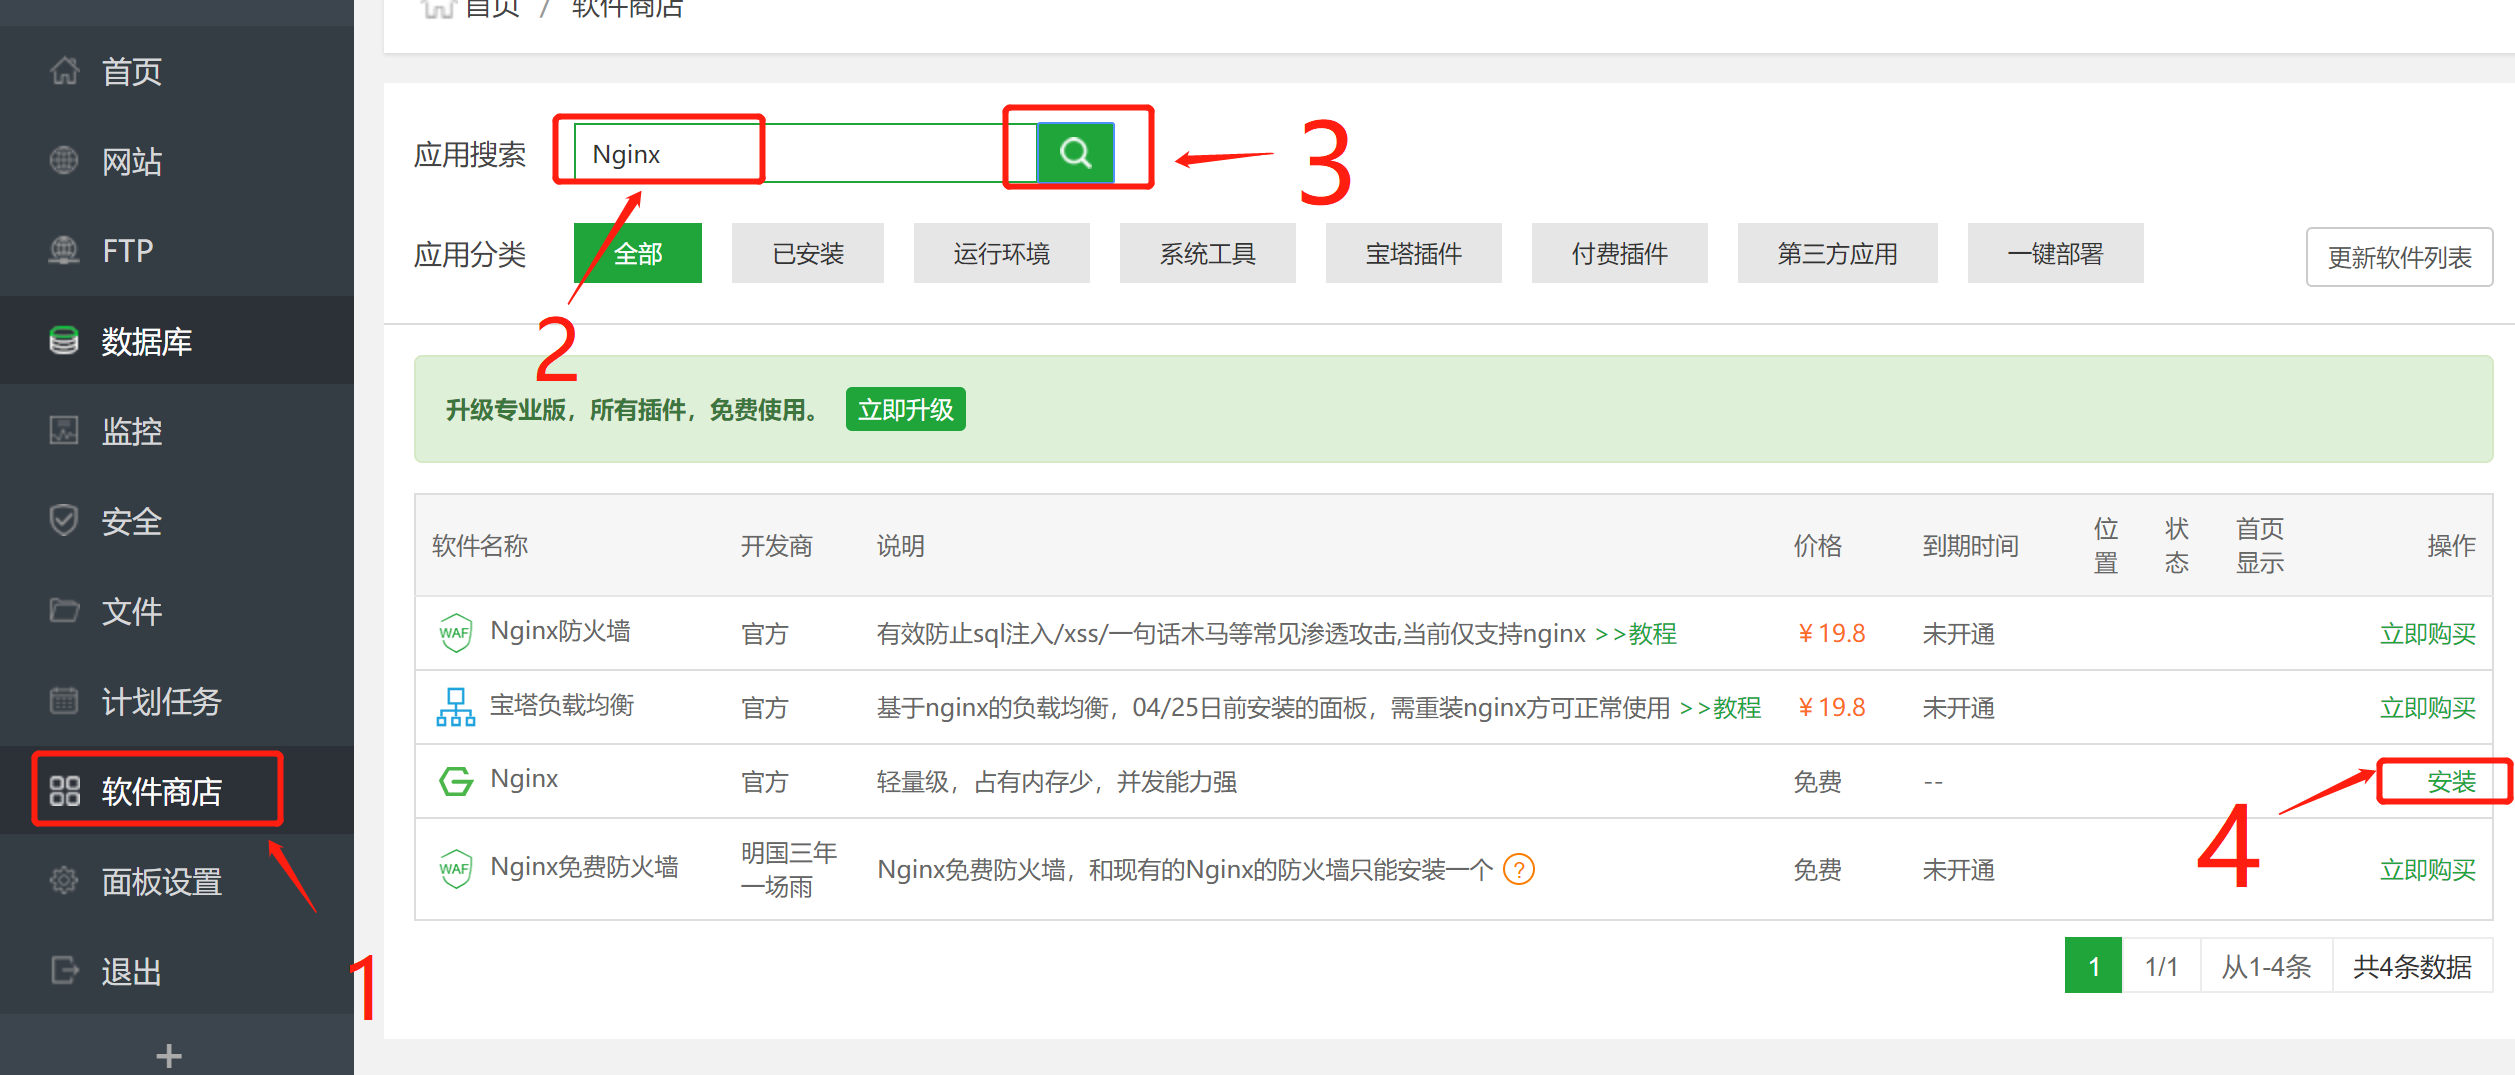 首页 / 软件商店
首页
网站
FTP
数据库
监控
安全
文件
计划任务
软件商店
面板设置
退出
+
1
应用搜索 Nginx
3
应用分类 全部 已安装 运行环境 系统工具 宝塔插件 付费插件 第三方应用 一键部署 更新软件列表
2
升级专业版，所有插件，免费使用。 立即升级
软件名称 开发商 说明 价格 到期时间 位置 状态 首页显示 操作
WAF Nginx防火墙 官方 有效防止sql注入/xss/一句话木马等常见渗透攻击,当前仅支持nginx >>教程 ￥19.8 未开通 立即购买
宝塔负载均衡 官方 基于nginx的负载均衡，04/25日前安装的面板，需重装nginx方可正常使用 >>教程 ￥19.8 未开通 立即购买
Nginx 官方 轻量级，占有内存少，并发能力强 免费 -- 安装
4
WAF Nginx免费防火墙 明国三年一场雨 Nginx免费防火墙，和现有的Nginx的防火墙只能安装一个 ? 免费 未开通 立即购买
1 1/1 从1-4条 共4条数据